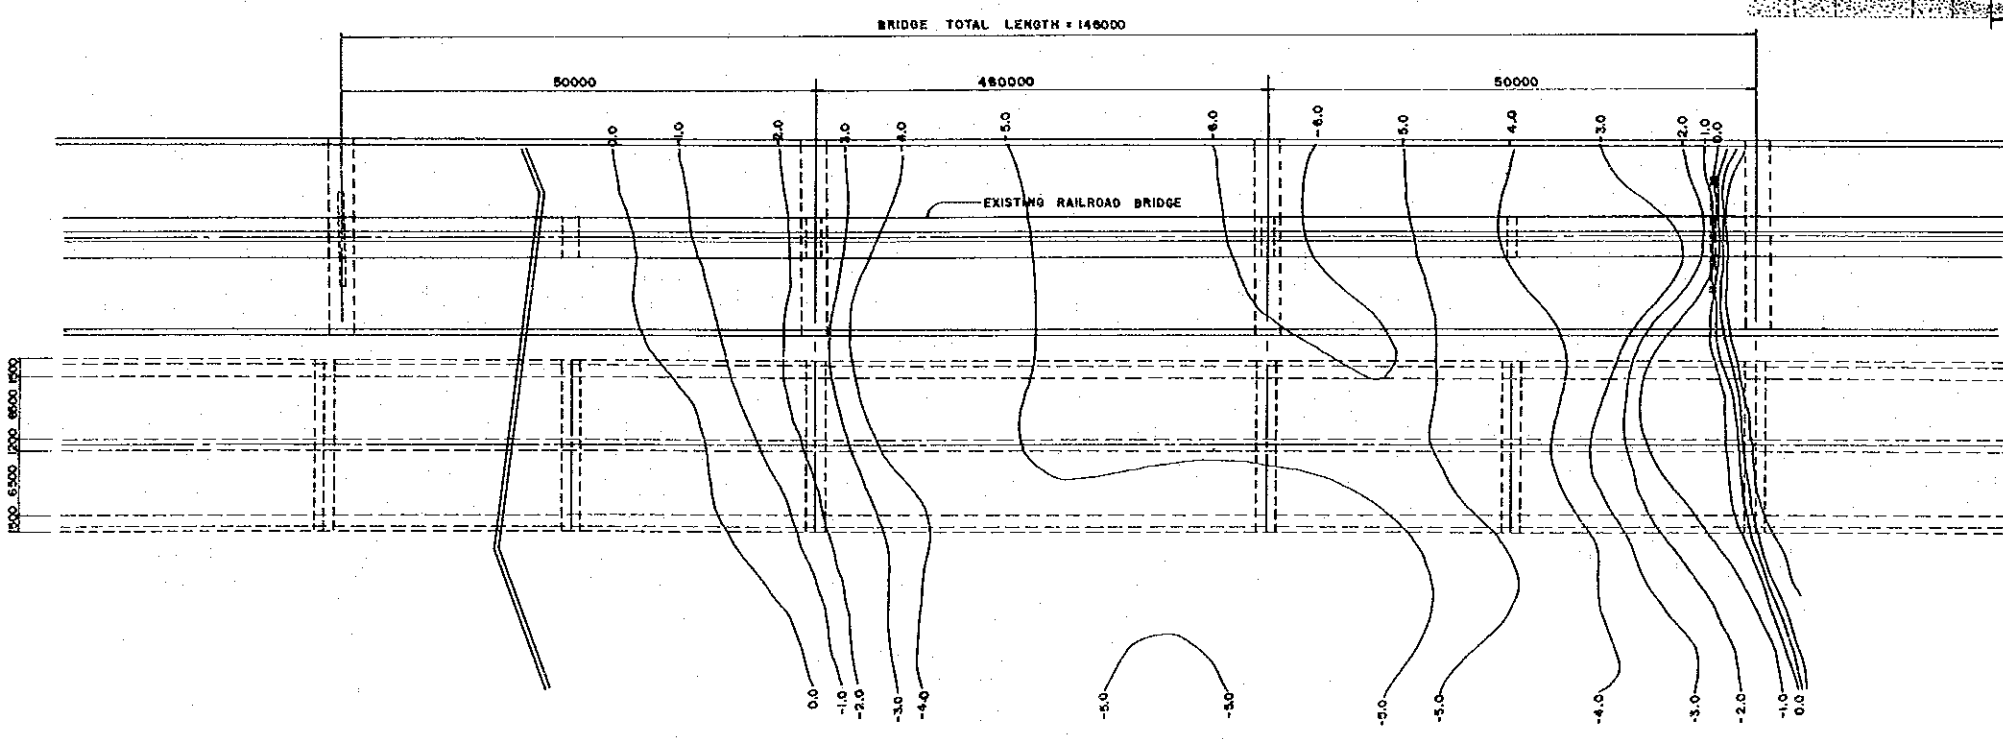 BRIDGE TOTAL LENGTH = 146000
50000 460000 50000
0.0 -1.0 -2.0 -3.0 -4.0 -5.0 -6.0 -6.0 -5.0 -4.0 -3.0 -2.0 -1.0 0.0
EXISTING RAILROAD BRIDGE
1500 6500 1200 6500 1500
0.0 -1.0 -2.0 -3.0 -4.0 -5.0 -5.0 -5.0 -5.0 -4.0 -3.0 -2.0 -1.0 0.0